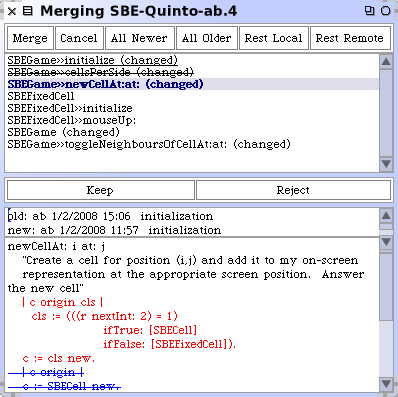 Merging SBE-Quinto-ab.4
Merge Cancel All Newer All Older Rest Local Rest Remote
SBEGame>>initialize (changed)
SBEGame>>cellsPerSide (changed)
SBEGame>>newCellAt:at: (changed)
SBEFixedCell
SBEFixedCell>>initialize
SBEFixedCell>>mouseUp:
SBEGame (changed)
SBEGame>>toggleNeighboursOfCellAt:at: (changed)
Keep Reject
old: ab 1/2/2008 15:06 initialization
new: ab 1/2/2008 11:57 initialization
newCellAt: i at: j
"Create a cell for position (i,j) and add it to my on-screen
representation at the appropriate screen position. Answer
the new cell"
| c origin cls |
cls := (((r nextInt: 2) = 1)
ifTrue: [SBECell]
ifFalse: [SBEFixedCell]).
c := cls new.
| c origin |
c := SBECell new.